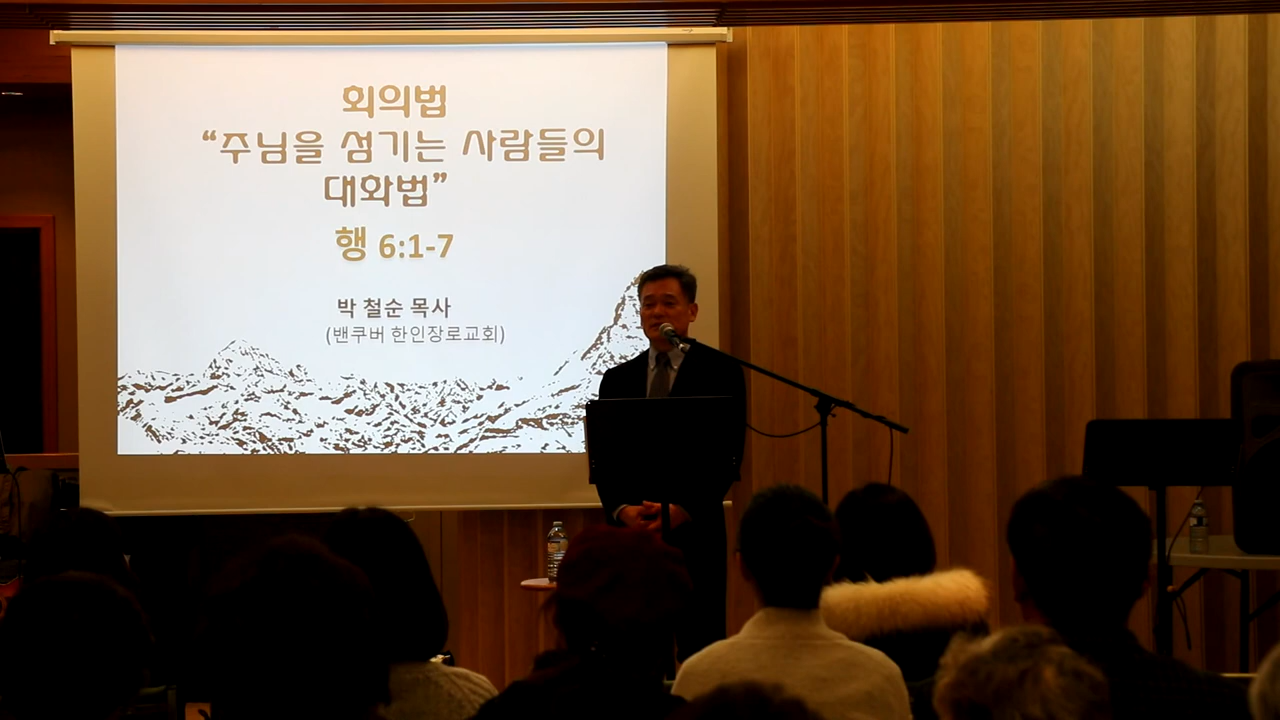 회의법
“주님을 섬기는 사람들의
대화법”
행 6:1-7
박 철순 목사
(밴쿠버 한인장로교회)